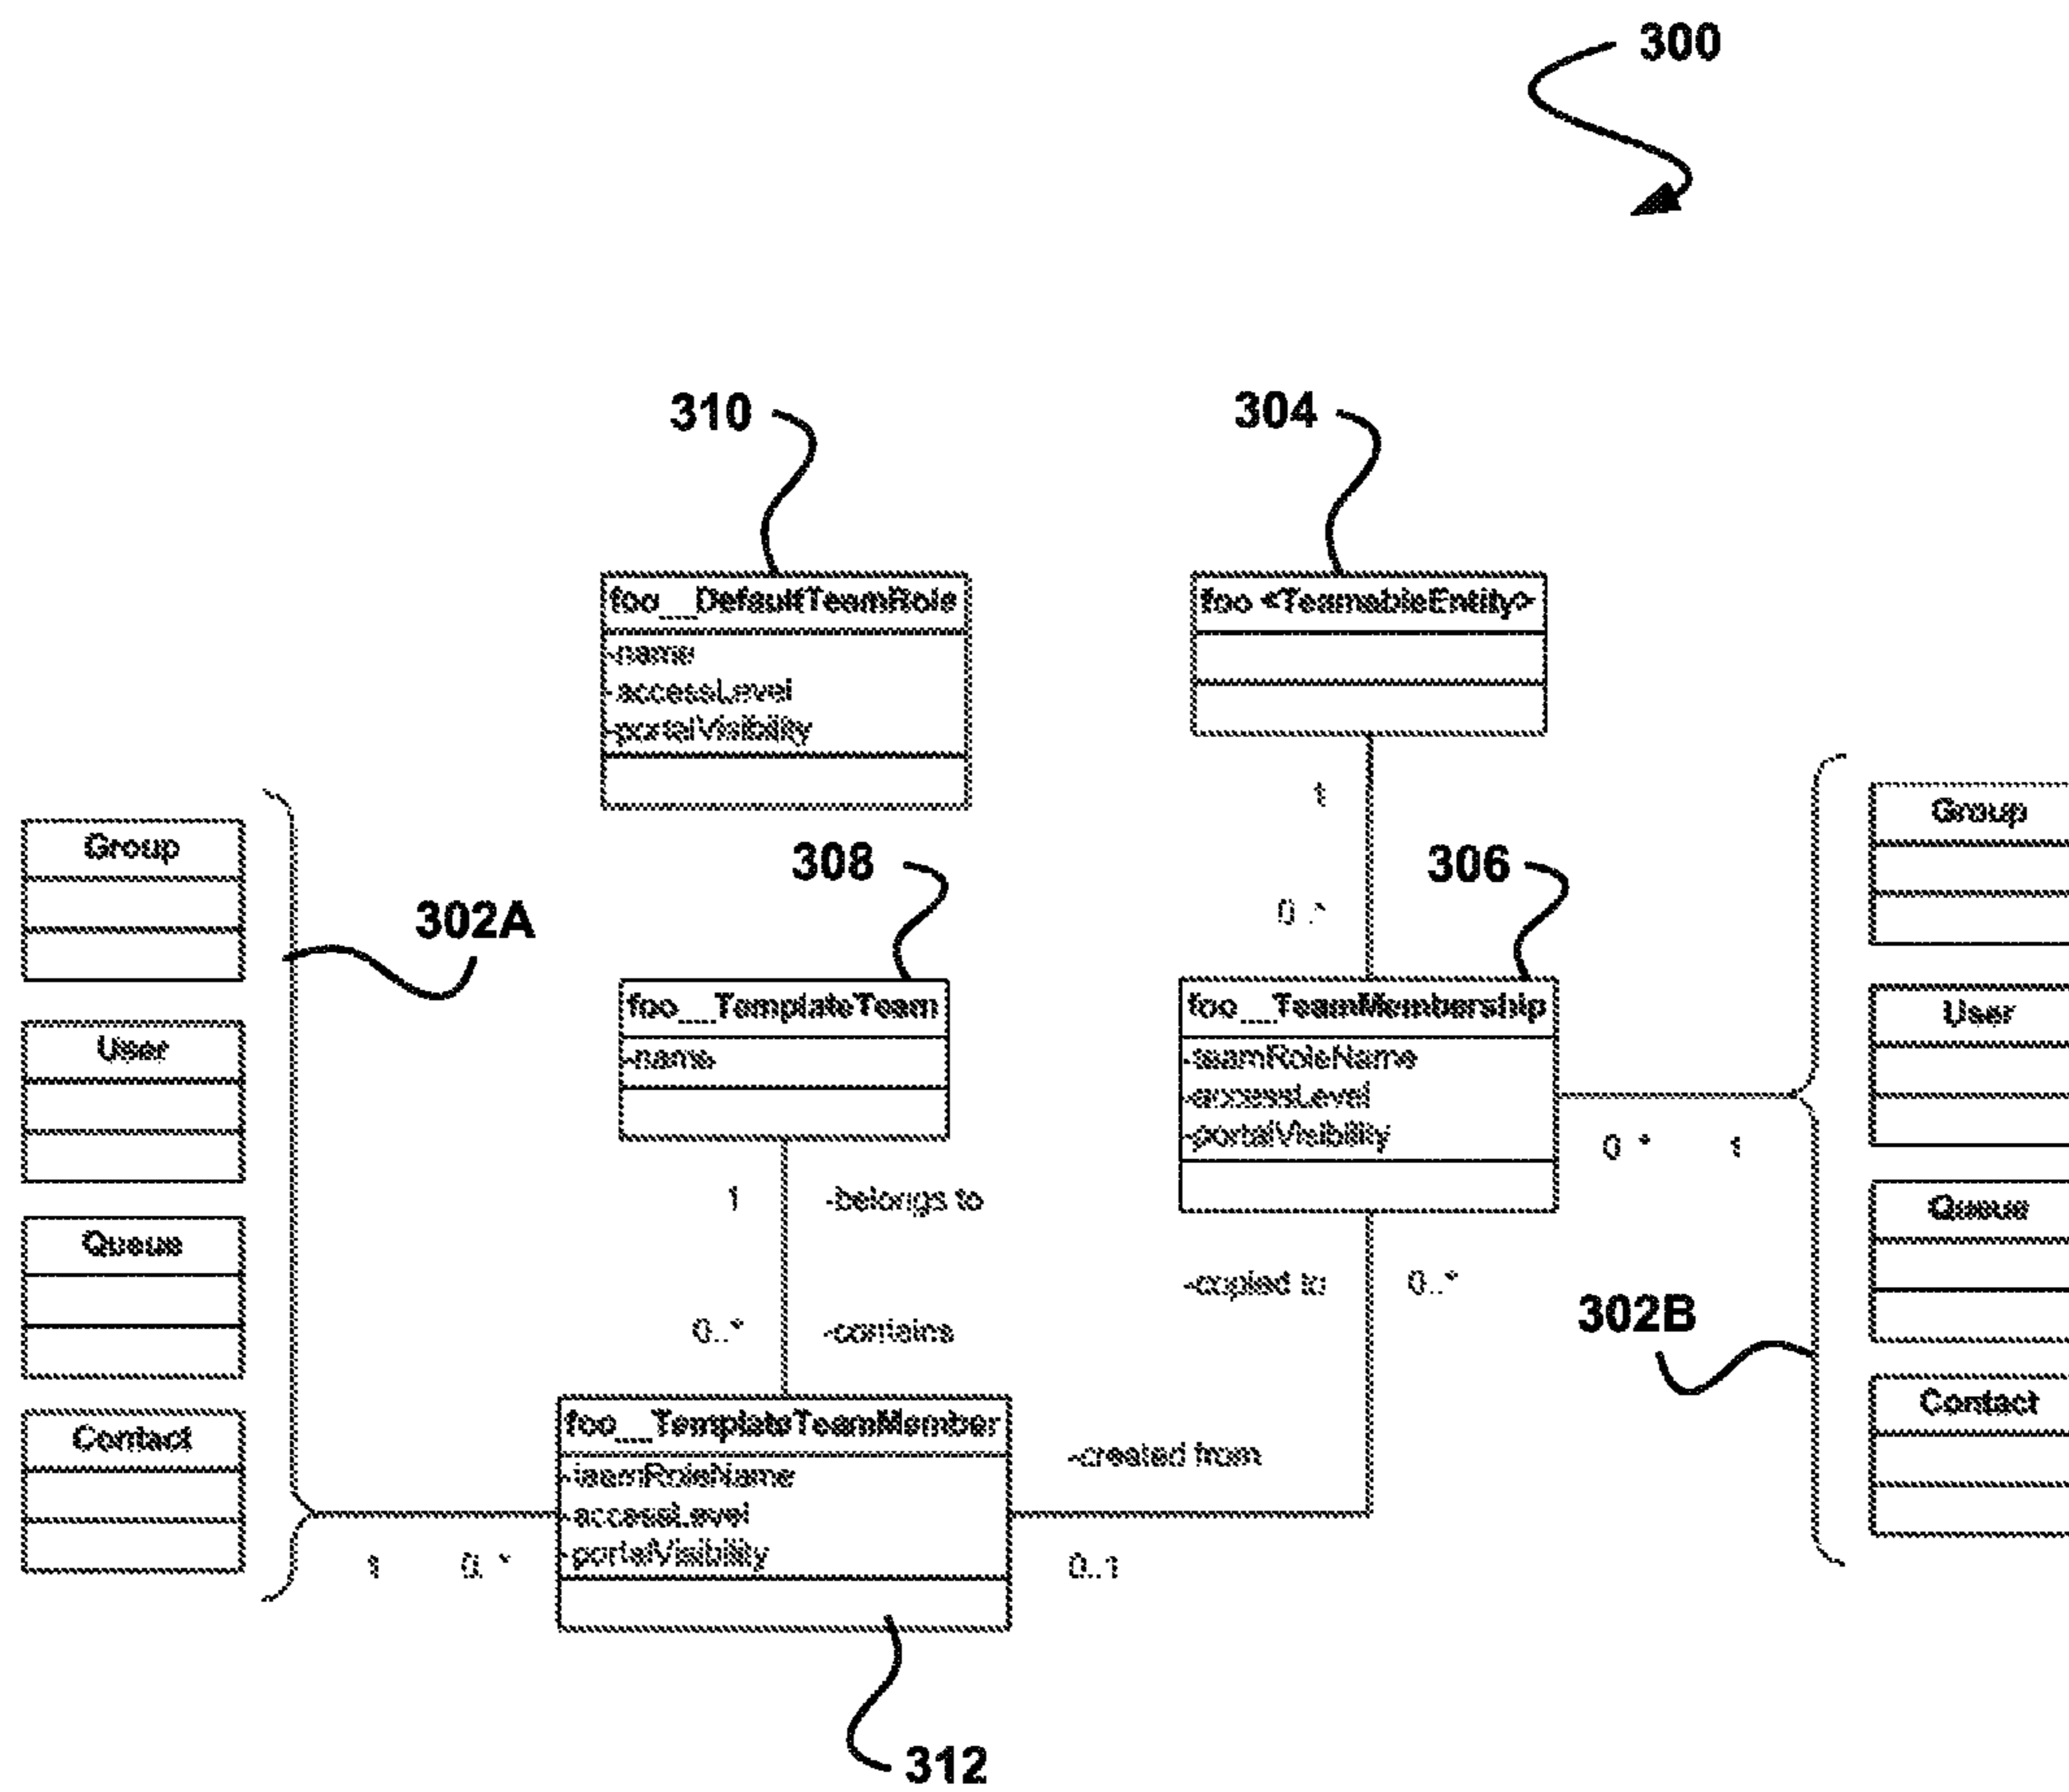 300
310
304
foo__DefaultTeamRole
-name
-accessLevel
-portalVisibility
foo <TeamableEntity>
1
0..*
Group
User
Queue
Contact
302A
308
foo__TemplateTeam
-name
1
-belongs to
0..*
-contains
306
foo__TeamMembership
-teamRoleName
-accessLevel
-portalVisibility
0..*
1
-copied to
0..*
Group
User
Queue
Contact
302B
foo__TemplateTeamMember
-teamRoleName
-accessLevel
-portalVisibility
1
0..*
-created from
0..1
312